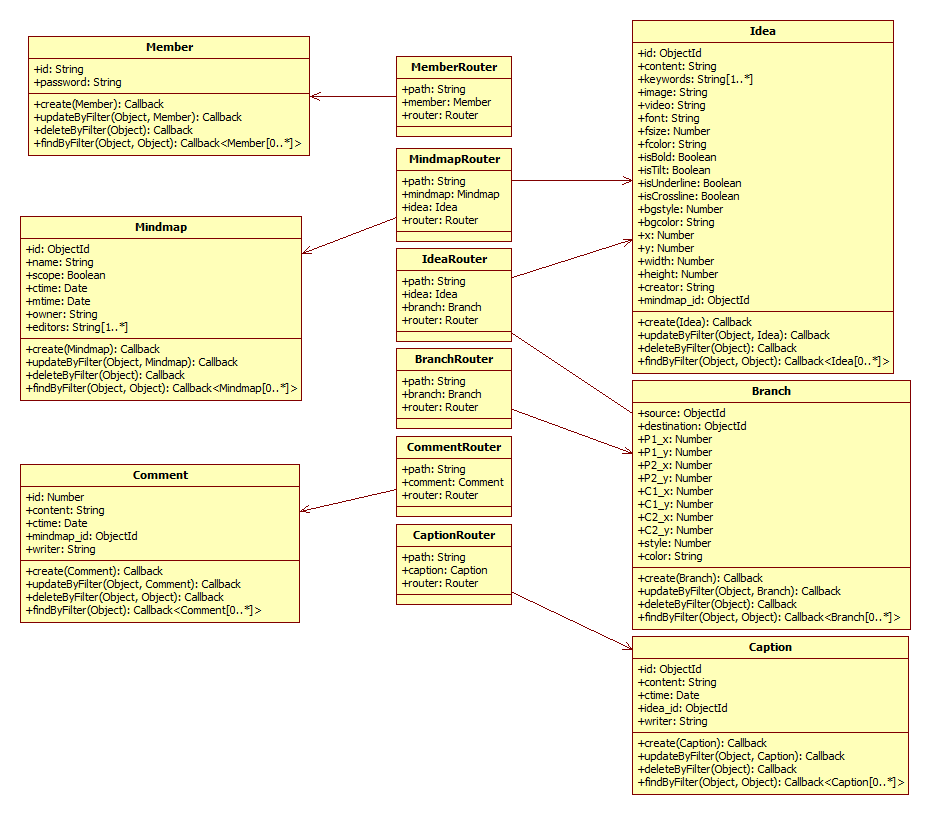 Member
+id: String
+password: String
+create(Member): Callback
+updateByFilter(Object, Member): Callback
+deleteByFilter(Object): Callback
+findByFilter(Object, Object): Callback<Member[0..*]>
Mindmap
+id: ObjectId
+name: String
+scope: Boolean
+ctime: Date
+mtime: Date
+owner: String
+editors: String[1..*]
+create(Mindmap): Callback
+updateByFilter(Object, Mindmap): Callback
+deleteByFilter(Object): Callback
+findByFilter(Object, Object): Callback<Mindmap[0..*]>
Comment
+id: Number
+content: String
+ctime: Date
+mindmap_id: ObjectId
+writer: String
+create(Comment): Callback
+updateByFilter(Object, Comment): Callback
+deleteByFilter(Object, Object): Callback
+findByFilter(Object): Callback<Comment[0..*]>
MemberRouter
+path: String
+member: Member
+router: Router
MindmapRouter
+path: String
+mindmap: Mindmap
+idea: Idea
+router: Router
IdeaRouter
+path: String
+idea: Idea
+branch: Branch
+router: Router
BranchRouter
+path: String
+branch: Branch
+router: Router
CommentRouter
+path: String
+comment: Comment
+router: Router
CaptionRouter
+path: String
+caption: Caption
+router: Router
Idea
+id: ObjectId
+content: String
+keywords: String[1..*]
+image: String
+video: String
+font: String
+fsize: Number
+fcolor: String
+isBold: Boolean
+isTilt: Boolean
+isUnderline: Boolean
+isCrossline: Boolean
+bgstyle: Number
+bgcolor: String
+x: Number
+y: Number
+width: Number
+height: Number
+creator: String
+mindmap_id: ObjectId
+create(Idea): Callback
+updateByFilter(Object, Idea): Callback
+deleteByFilter(Object): Callback
+findByFilter(Object, Object): Callback<Idea[0..*]>
Branch
+source: ObjectId
+destination: ObjectId
+P1_x: Number
+P1_y: Number
+P2_x: Number
+P2_y: Number
+C1_x: Number
+C1_y: Number
+C2_x: Number
+C2_y: Number
+style: Number
+color: String
+create(Branch): Callback
+updateByFilter(Object, Branch): Callback
+deleteByFilter(Object): Callback
+findByFilter(Object, Object): Callback<Branch[0..*]>
Caption
+id: ObjectId
+content: String
+ctime: Date
+idea_id: ObjectId
+writer: String
+create(Caption): Callback
+updateByFilter(Object, Caption): Callback
+deleteByFilter(Object): Callback
+findByFilter(Object, Object): Callback<Caption[0..*]>